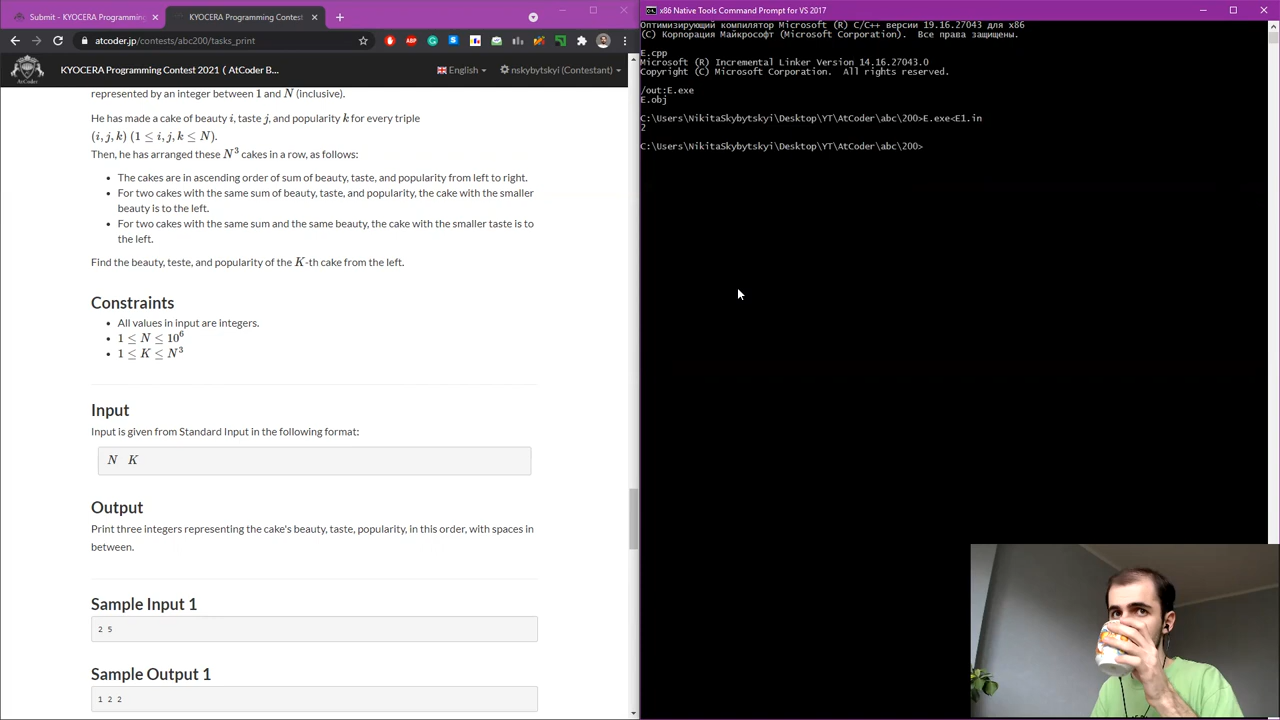 Submit - KYOCERA Programming
KYOCERA Programming Contest
atcoder.jp/contests/abc200/tasks_print
KYOCERA Programming Contest 2021 ( AtCoder B...
English
nskybytskyi (Contestant)
represented by an integer between 1 and N (inclusive).
He has made a cake of beauty i, taste j, and popularity k for every triple
(i, j, k) (1 ≤ i, j, k ≤ N).
Then, he has arranged these N³ cakes in a row, as follows:
• The cakes are in ascending order of sum of beauty, taste, and popularity from left to right.
• For two cakes with the same sum of beauty, taste, and popularity, the cake with the smaller
beauty is to the left.
• For two cakes with the same sum and the same beauty, the cake with the smaller taste is to
the left.
Find the beauty, teste, and popularity of the K-th cake from the left.
Constraints
• All values in input are integers.
• 1 ≤ N ≤ 10⁶
• 1 ≤ K ≤ N³
Input
Input is given from Standard Input in the following format:
N K
Output
Print three integers representing the cake's beauty, taste, popularity, in this order, with spaces in
between.
Sample Input 1
2 5
Sample Output 1
1 2 2
x86 Native Tools Command Prompt for VS 2017
Оптимизирующий компилятор Microsoft (R) C/C++ версии 19.16.27043 для x86
(C) Корпорация Майкрософт (Microsoft Corporation). Все права защищены.
E.cpp
Microsoft (R) Incremental Linker Version 14.16.27043.0
Copyright (C) Microsoft Corporation. All rights reserved.
/out:E.exe
E.obj
C:\Users\NikitaSkybytskyi\Desktop\YT\AtCoder\abc\200>E.exe<E1.in
2
C:\Users\NikitaSkybytskyi\Desktop\YT\AtCoder\abc\200>